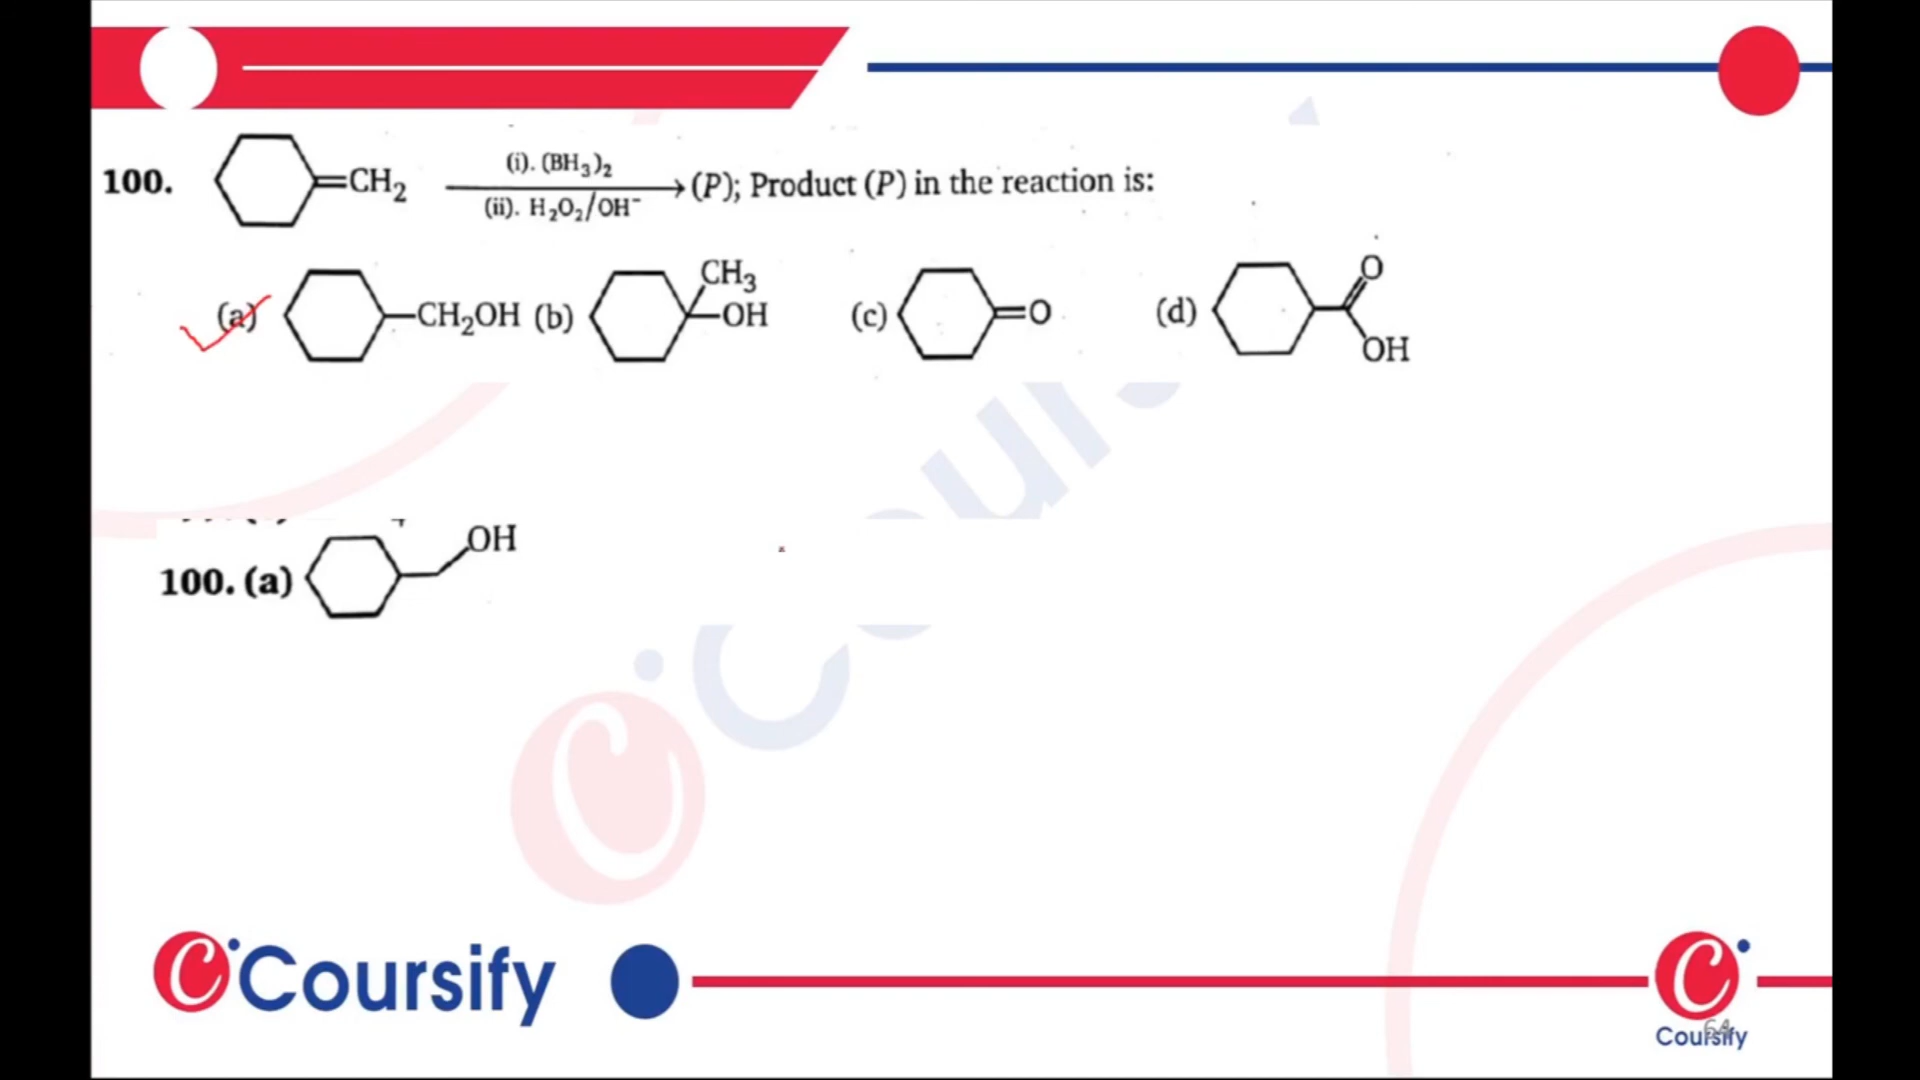 100. =CH2 (i). (BH3)2 (ii). H2O2/OH⁻ → (P); Product (P) in the reaction is:
(a) —CH2OH (b) CH3 —OH (c) =O (d) O OH
100. (a) OH
Coursify
Coursify
64